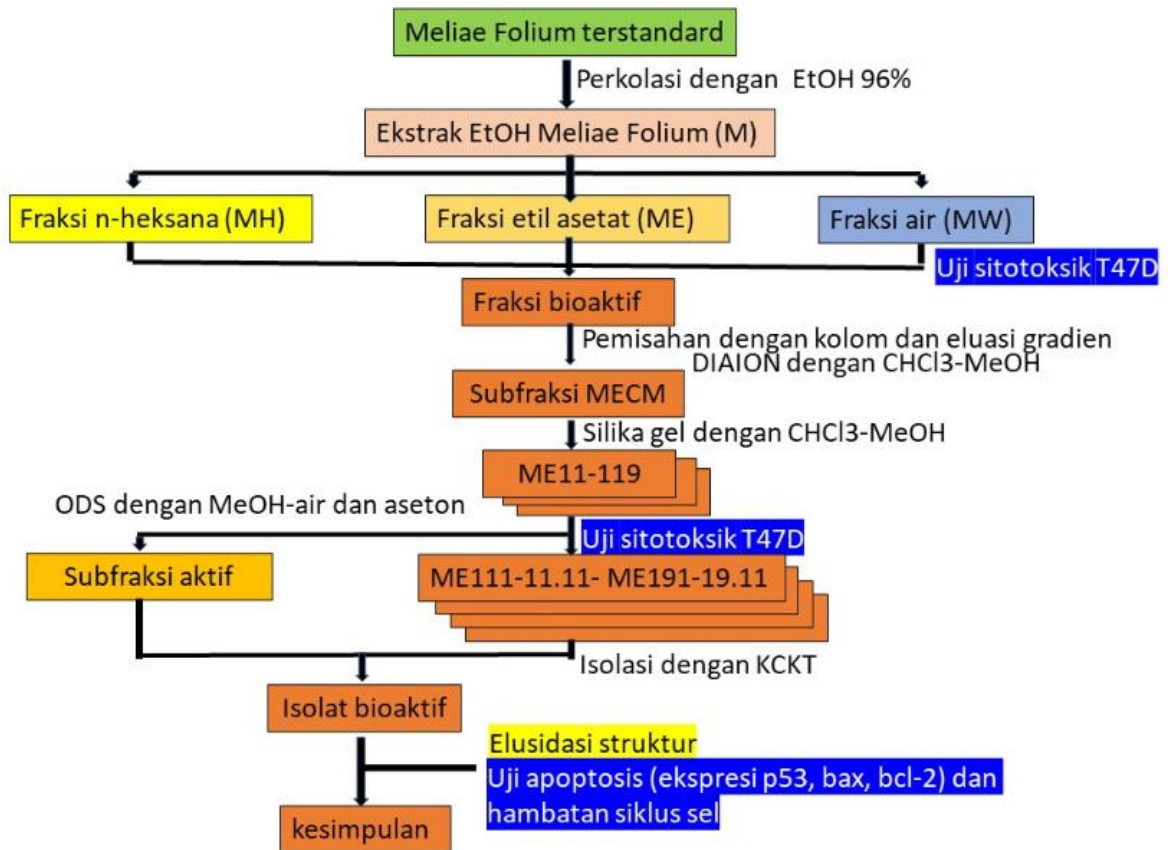 Meliae Folium terstandard
Perkolasi dengan EtOH 96%
Ekstrak EtOH Meliae Folium (M)
Fraksi n-heksana (MH)
Fraksi etil asetat (ME)
Fraksi air (MW)
Uji sitotoksik T47D
Fraksi bioaktif
Pemisahan dengan kolom dan eluasi gradien
DIAION dengan CHCl3-MeOH
Subfraksi MECM
Silika gel dengan CHCl3-MeOH
ME11-119
ODS dengan MeOH-air dan aseton
Uji sitotoksik T47D
Subfraksi aktif
ME111-11.11- ME191-19.11
Isolasi dengan KCKT
Isolat bioaktif
Elusidasi struktur
Uji apoptosis (ekspresi p53, bax, bcl-2) dan
hambatan siklus sel
kesimpulan